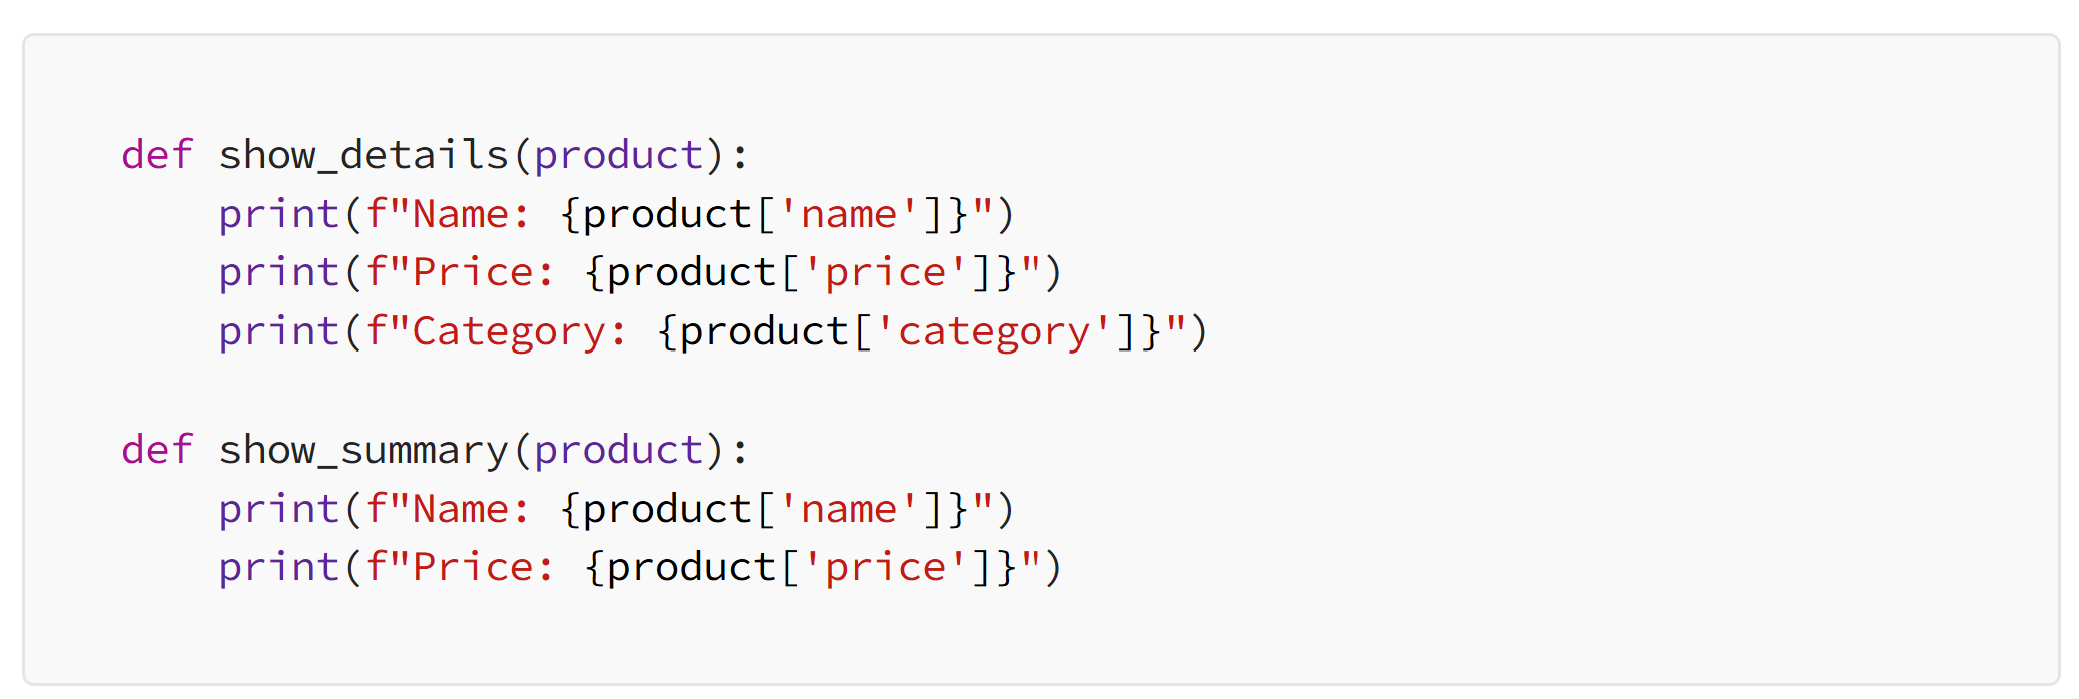 def show_details(product):
    print(f"Name: {product['name']}")
    print(f"Price: {product['price']}")
    print(f"Category: {product['category']}")

def show_summary(product):
    print(f"Name: {product['name']}")
    print(f"Price: {product['price']}")